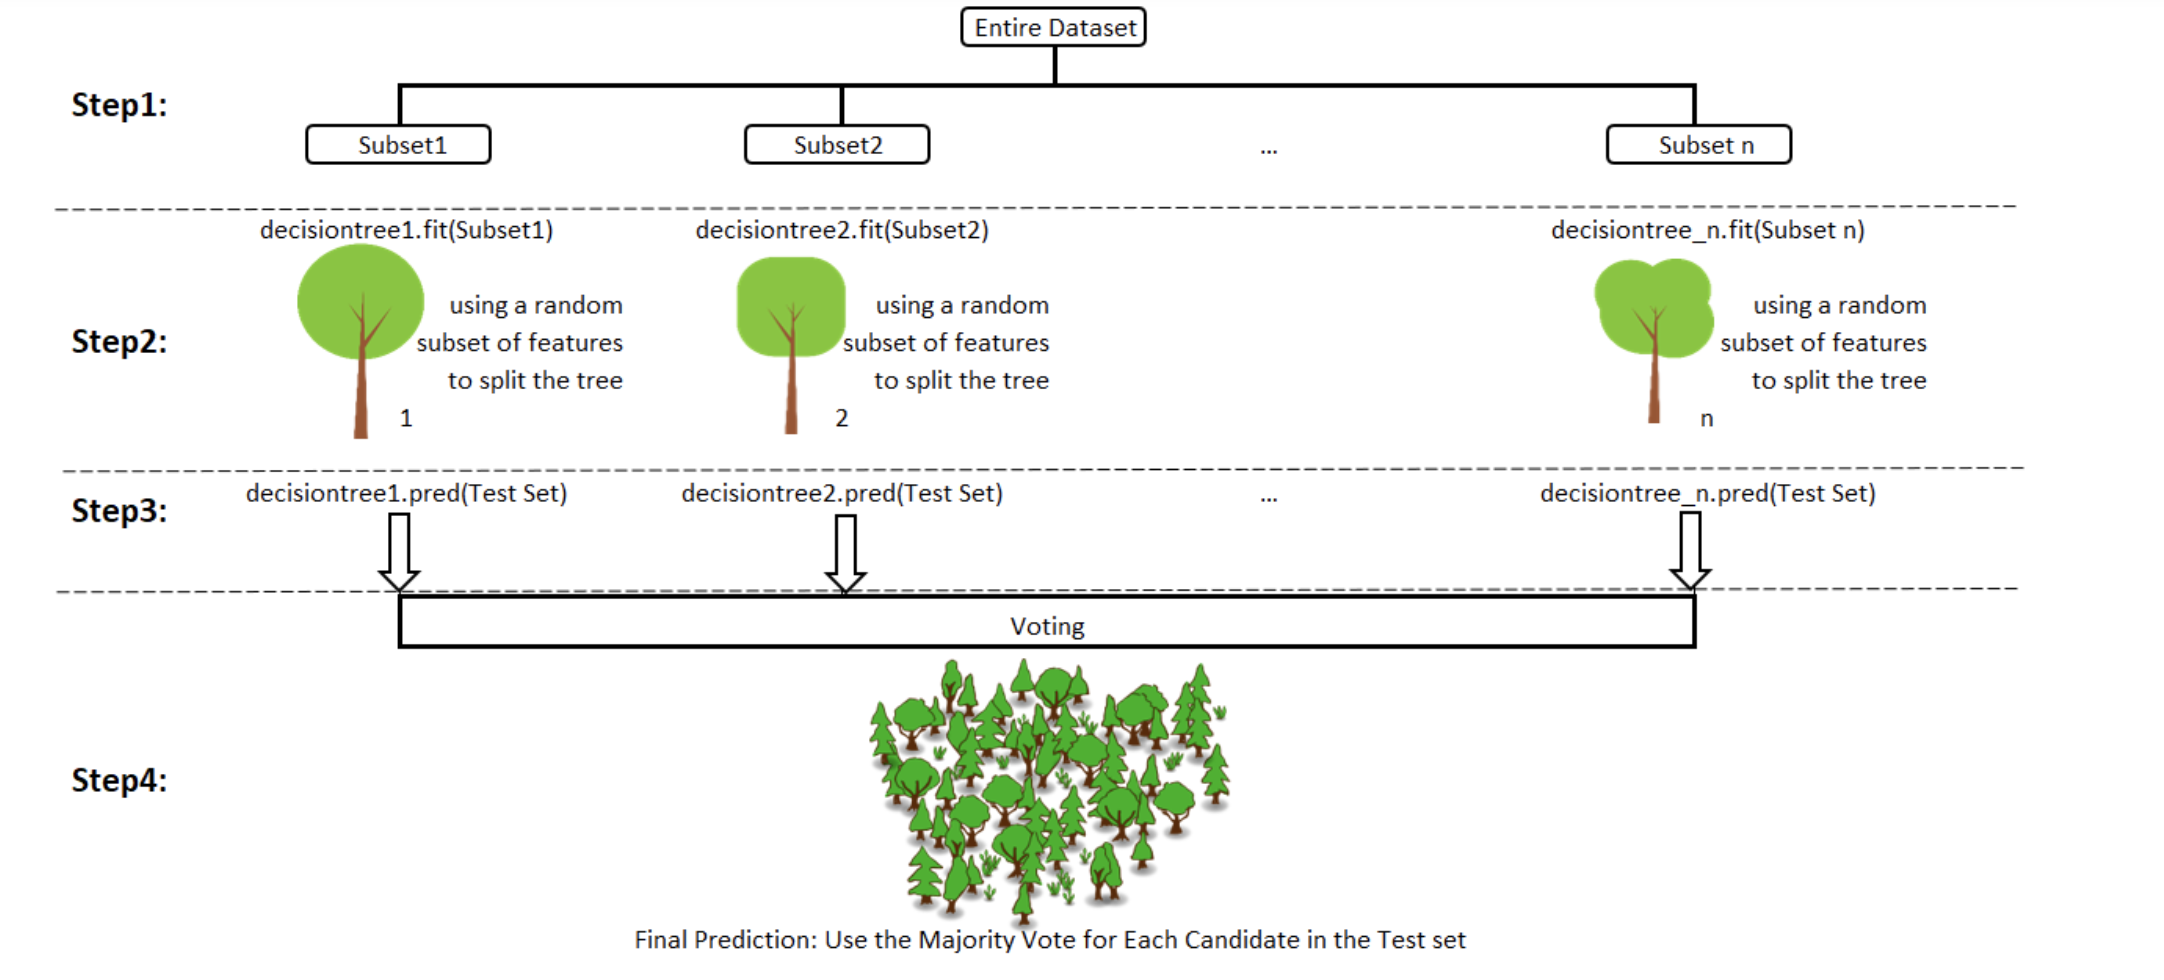 Entire Dataset
Step1:
Subset1
Subset2
...
Subset n
decisiontree1.fit(Subset1)
decisiontree2.fit(Subset2)
decisiontree_n.fit(Subset n)
Step2:
using a random
subset of features
to split the tree
1
using a random
subset of features
to split the tree
2
using a random
subset of features
to split the tree
n
Step3:
decisiontree1.pred(Test Set)
decisiontree2.pred(Test Set)
...
decisiontree_n.pred(Test Set)
Voting
Step4:
Final Prediction: Use the Majority Vote for Each Candidate in the Test set